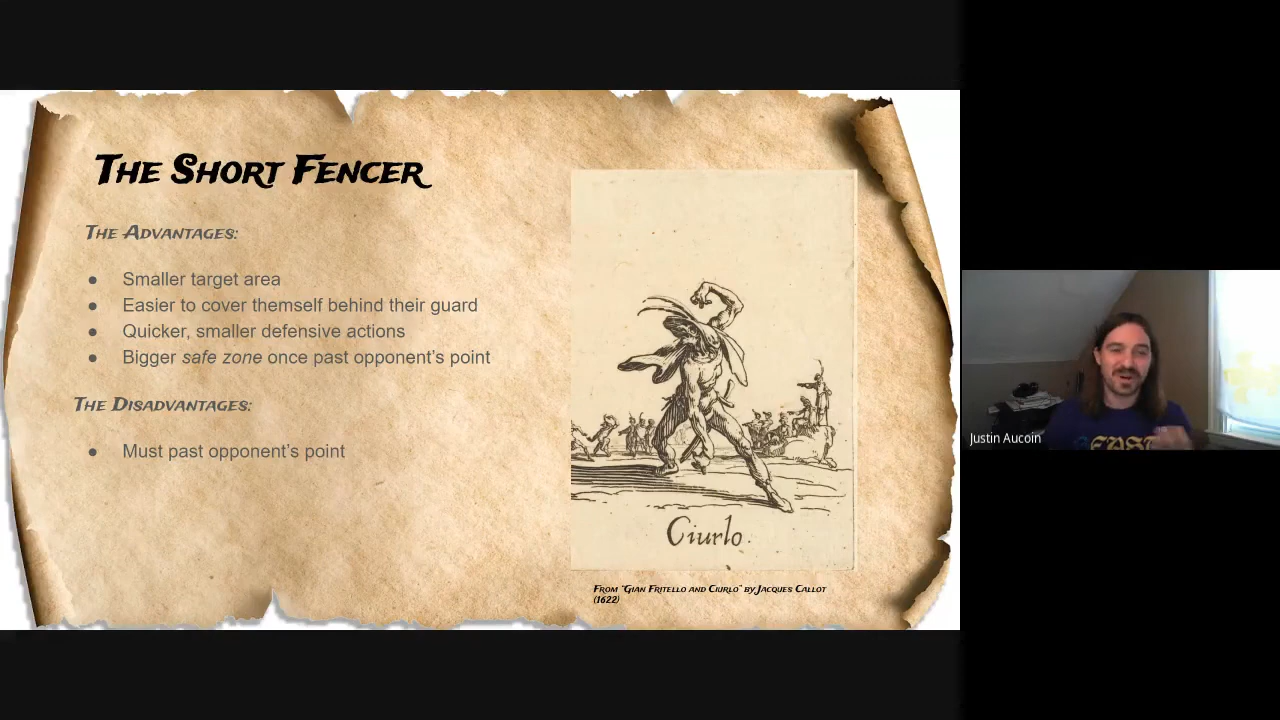 The Short Fencer
The Advantages:
● Smaller target area
● Easier to cover themself behind their guard
● Quicker, smaller defensive actions
● Bigger safe zone once past opponent's point
The Disadvantages:
● Must past opponent's point
Ciurlo.
From "Gian Fritello and Ciurlo" by Jacques Callot
(1622)
Justin Aucoin